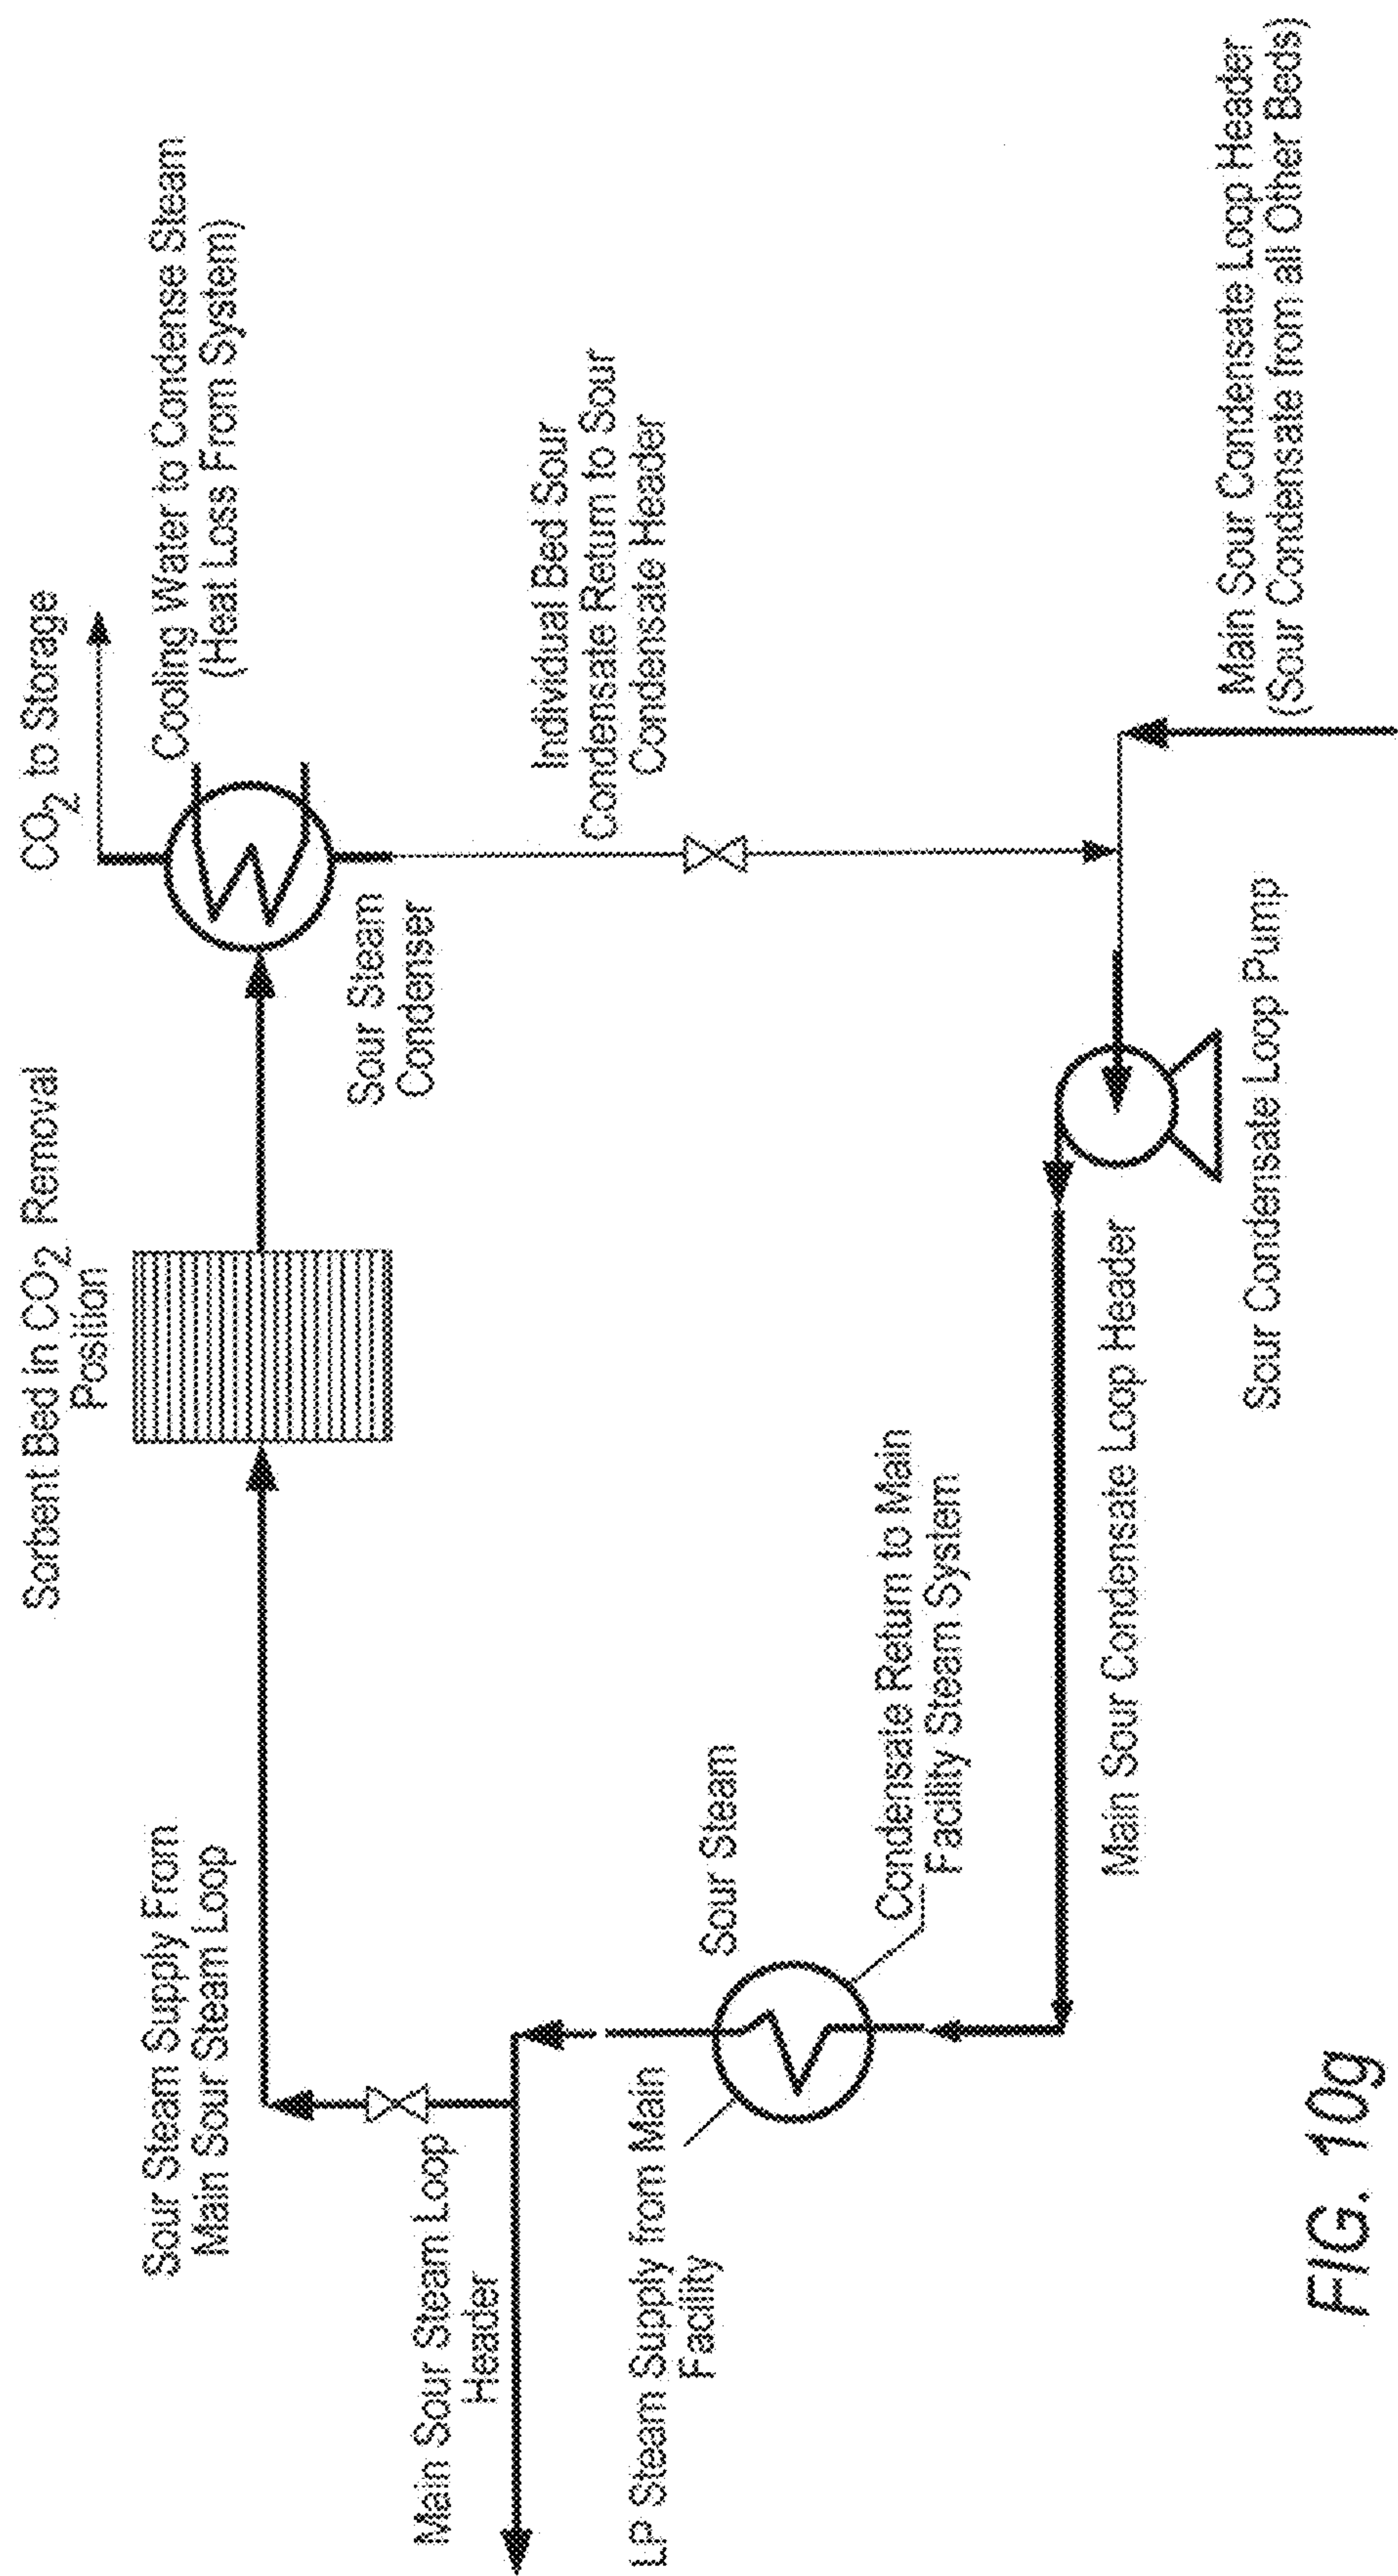 Sorbent Bed in CO2 Removal
Position
CO2 to Storage
Cooling Water to Condense Steam
(Heat Loss From System)
Sour Steam Supply From
Main Sour Steam Loop
Sour Steam
Condenser
Main Sour Steam Loop
Header
Individual Bed Sour
Condensate Return to Sour
Condensate Header
LP Steam Supply from Main
Facility
Sour Steam
Condensate Return to Main
Facility Steam System
Main Sour Condensate Loop Header
Sour Condensate Loop Pump
Main Sour Condensate Loop Header
(Sour Condensate from all Other Beds)
FIG. 10g